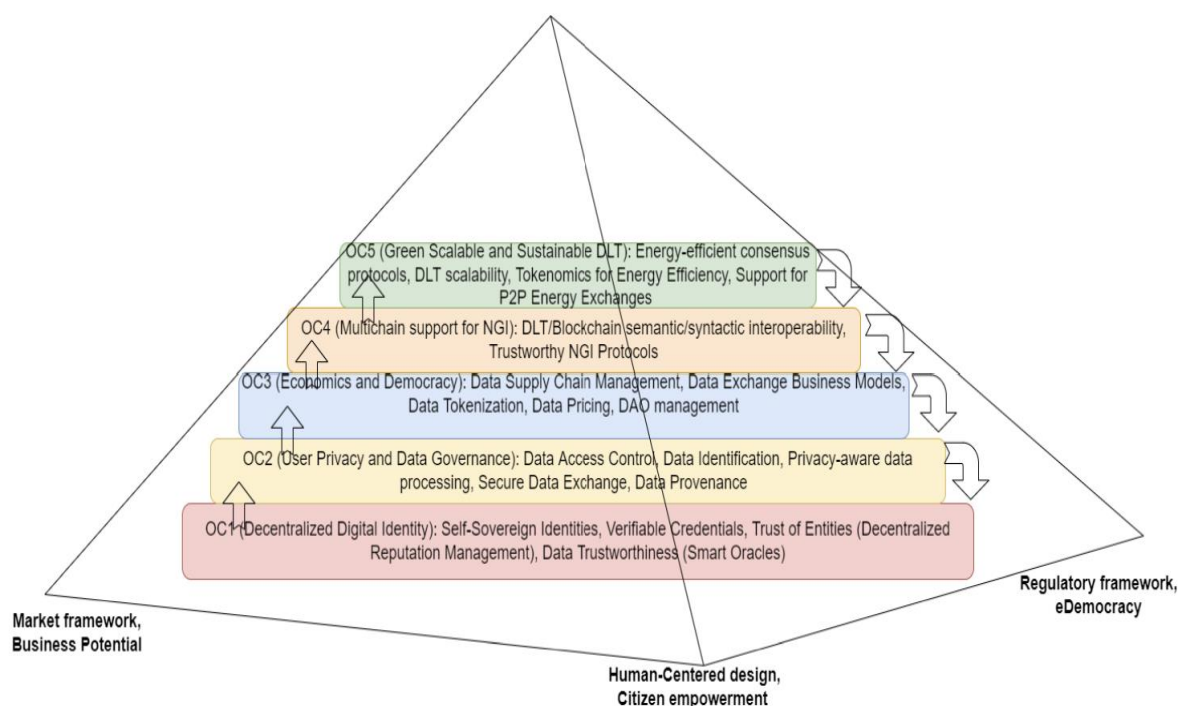 OC5 (Green Scalable and Sustainable DLT): Energy-efficient consensus
protocols, DLT scalability, Tokenomics for Energy Efficiency, Support for
P2P Energy Exchanges
OC4 (Multichain support for NGI): DLT/Blockchain semantic/syntactic interoperability,
Trustworthy NGI Protocols
OC3 (Economics and Democracy): Data Supply Chain Management, Data Exchange Business Models,
Data Tokenization, Data Pricing, DAO management
OC2 (User Privacy and Data Governance): Data Access Control, Data Identification, Privacy-aware data
processing, Secure Data Exchange, Data Provenance
OC1 (Decentralized Digital Identity): Self-Sovereign Identities, Verifiable Credentials, Trust of Entities (Decentralized
Reputation Management), Data Trustworthiness (Smart Oracles)
Market framework,
Business Potential
Human-Centered design,
Citizen empowerment
Regulatory framework,
eDemocracy